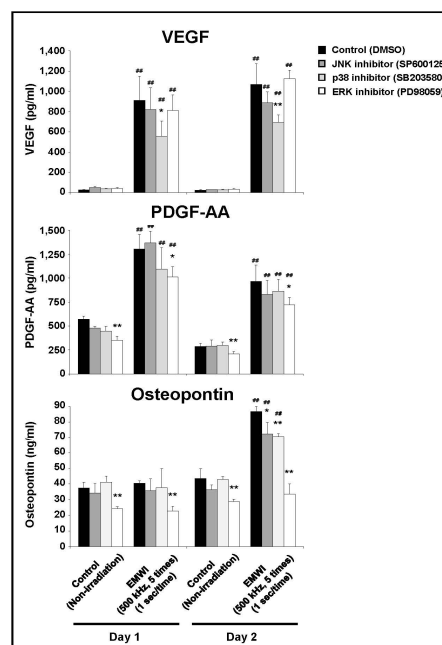 VEGF
Control (DMSO)
JNK inhibitor (SP600125
p38 inhibitor (SB203580
ERK inhibitor (PD98059)
VEGF
(pg/ml)
1,400
1,200
1,000
800
600
400
200
0
## ## ## ## *
## ## ## ** ##
PDGF-AA
PDGF-AA (pg/ml)
1,500
1,250
1,000
750
500
250
0
**
## ## ## ## *
**
## ## ## ## *
Osteopontin
Osteopontin (ng/ml)
90
80
70
60
50
40
30
20
10
0
**
**
**
## ## * ## ** **
Control
(Non-irradiation)
EMWI
(500 kHz, 5 times)
(1 sec/time)
Control
(Non-irradiation)
EMWI
(500 kHz, 5 times)
(1 sec/time)
Day 1
Day 2